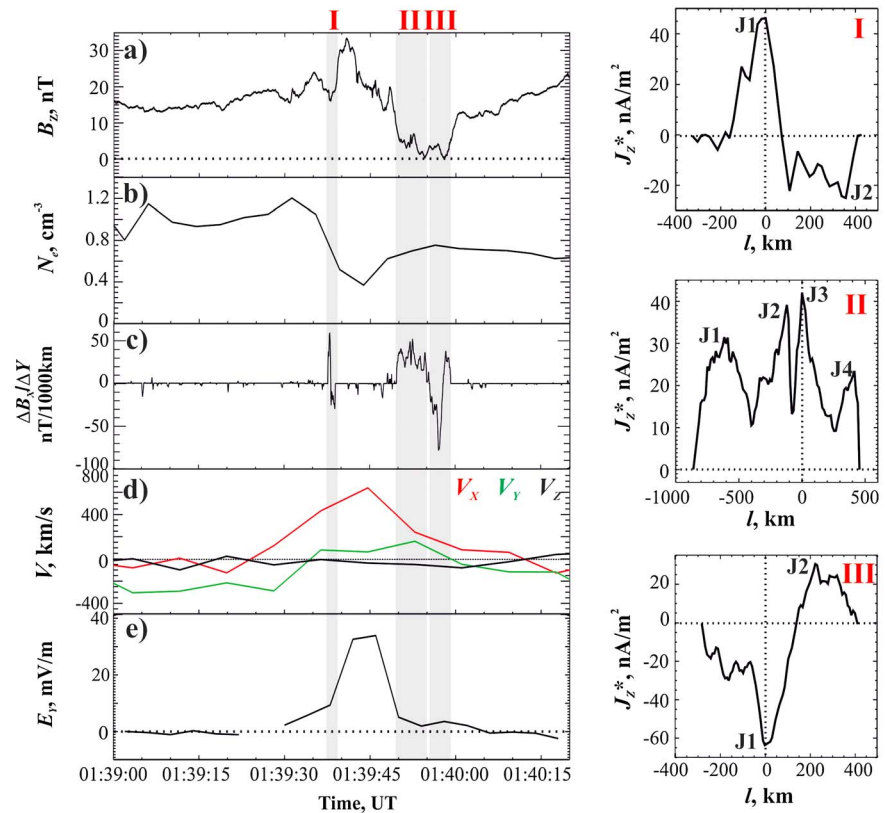 I II III
a)
30
20
10
0
B_Z, nT
b)
1.2
0.8
0.4
0
N_e, cm⁻³
c)
50
0
-50
-100
ΔB_X/ΔY
nT/1000km
d)
V_X V_Y V_Z
800
400
0
-400
V, km/s
e)
40
20
0
E_Y, mV/m
01:39:00 01:39:15 01:39:30 01:39:45 01:40:00 01:40:15
Time, UT
I
J1
J2
40
20
0
-20
J_Z*, nA/m²
-400 -200 0 200 400
l, km
II
J1
J2
J3
J4
40
30
20
10
0
J_Z*, nA/m²
-1000 -500 0 500
l, km
III
J2
J1
20
0
-20
-40
-60
J_Z*, nA/m²
-400 -200 0 200 400
l, km